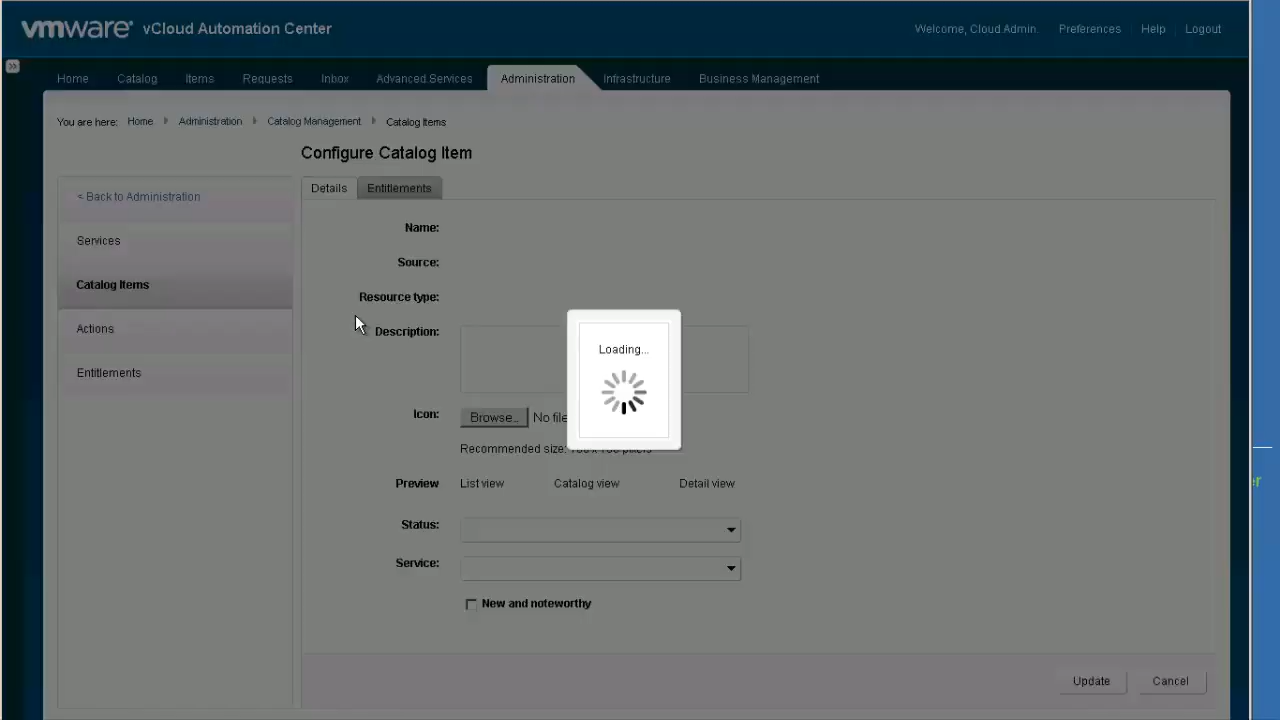 vmware vCloud Automation Center
Welcome, Cloud Admin. Preferences Help Logout
Home Catalog Items Requests Inbox Advanced Services Administration Infrastructure Business Management
You are here: Home Administration Catalog Management Catalog Items
Configure Catalog Item
Details Entitlements
< Back to Administration
Services
Catalog Items
Actions
Entitlements
Name:
Source:
Resource type:
Description:
Loading...
Icon: Browse... No file
Recommended size:
Preview List view Catalog view Detail view
Status:
Service:
New and noteworthy
Update Cancel